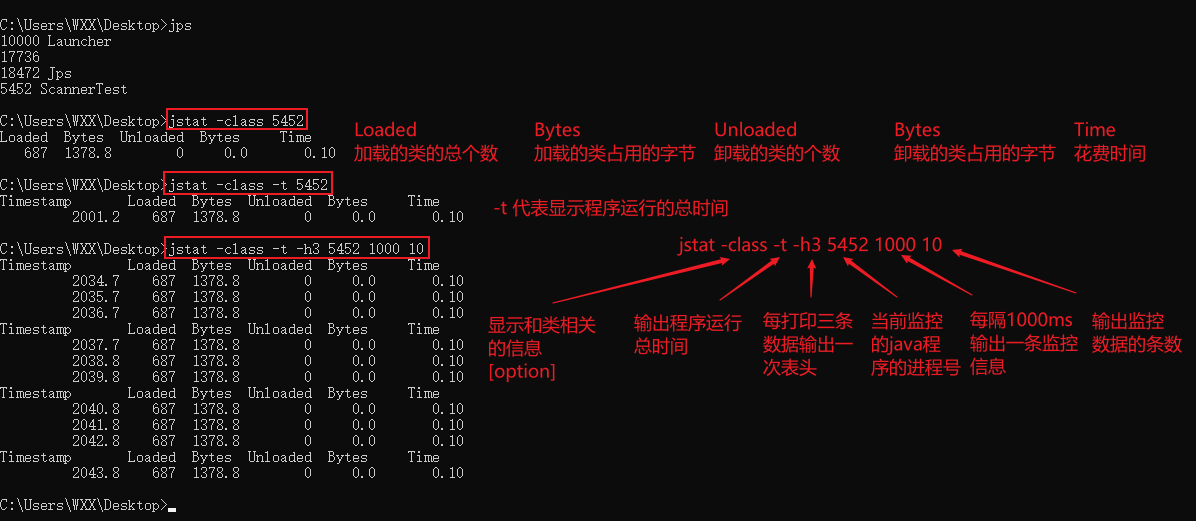 C:\Users\WXX\Desktop>jps
10000 Launcher
17736
18472 Jps
5452 ScannerTest
C:\Users\WXX\Desktop>jstat -class 5452
Loaded  Bytes  Unloaded  Bytes     Time
687  1378.8        0     0.0       0.10
Loaded
加载的类的总个数
Bytes
加载的类占用的字节
Unloaded
卸载的类的个数
Bytes
卸载的类占用的字节
Time
花费时间
C:\Users\WXX\Desktop>jstat -class -t 5452
Timestamp       Loaded  Bytes  Unloaded  Bytes     Time
2001.2    687  1378.8        0     0.0       0.10
-t 代表显示程序运行的总时间
C:\Users\WXX\Desktop>jstat -class -t -h3 5452 1000 10
Timestamp       Loaded  Bytes  Unloaded  Bytes     Time
2034.7    687  1378.8        0     0.0       0.10
2035.7    687  1378.8        0     0.0       0.10
2036.7    687  1378.8        0     0.0       0.10
Timestamp       Loaded  Bytes  Unloaded  Bytes     Time
2037.7    687  1378.8        0     0.0       0.10
2038.8    687  1378.8        0     0.0       0.10
2039.8    687  1378.8        0     0.0       0.10
Timestamp       Loaded  Bytes  Unloaded  Bytes     Time
2040.8    687  1378.8        0     0.0       0.10
2041.8    687  1378.8        0     0.0       0.10
2042.8    687  1378.8        0     0.0       0.10
Timestamp       Loaded  Bytes  Unloaded  Bytes     Time
2043.8    687  1378.8        0     0.0       0.10
C:\Users\WXX\Desktop>
jstat -class -t -h3 5452 1000 10
显示和类相关
的信息
[option]
输出程序运行
总时间
每打印三条
数据输出一
次表头
当前监控
的java程
序的进程号
每隔1000ms
输出一条监控
信息
输出监控
数据的条数